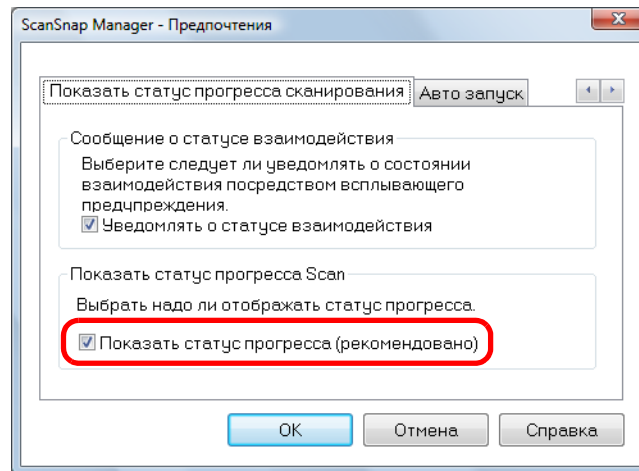 ScanSnap Manager - Предпочтения
Показать статус прогресса сканирования
Авто запуск
Сообщение о статусе взаимодействия
Выберите следует ли уведомлять о состоянии
взаимодействия посредством всплывающего
предупреждения.
Уведомлять о статусе взаимодействия
Показать статус прогресса Scan
Выбрать надо ли отображать статус прогресса.
Показать статус прогресса (рекомендовано)
OK
Отмена
Справка